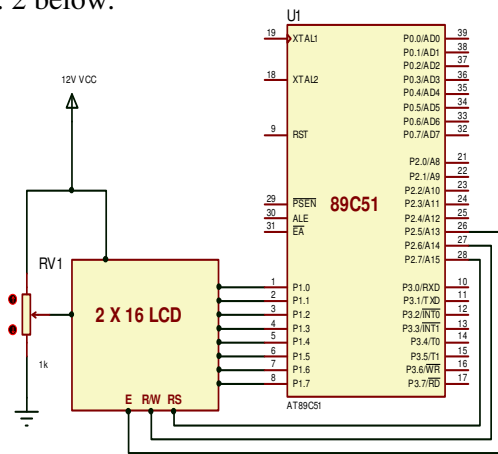 . 2 below.
U1
19 XTAL1 P0.0/AD0 39
P0.1/AD1 38
P0.2/AD2 37
18 XTAL2 P0.3/AD3 36
P0.4/AD4 35
P0.5/AD5 34
P0.6/AD6 33
9 RST P0.7/AD7 32
12V VCC
P2.0/A8 21
P2.1/A9 22
P2.2/A10 23
29 PSEN 89C51 P2.3/A11 24
30 ALE P2.4/A12 25
31 EA P2.5/A13 26
P2.6/A14 27
P2.7/A15 28
RV1
2 X 16 LCD
1 P1.0 P3.0/RXD 10
2 P1.1 P3.1/TXD 11
3 P1.2 P3.2/INT0 12
4 P1.3 P3.3/INT1 13
5 P1.4 P3.4/T0 14
6 P1.5 P3.5/T1 15
7 P1.6 P3.6/WR 16
8 P1.7 P3.7/RD 17
1k
E R/W RS
AT89C51